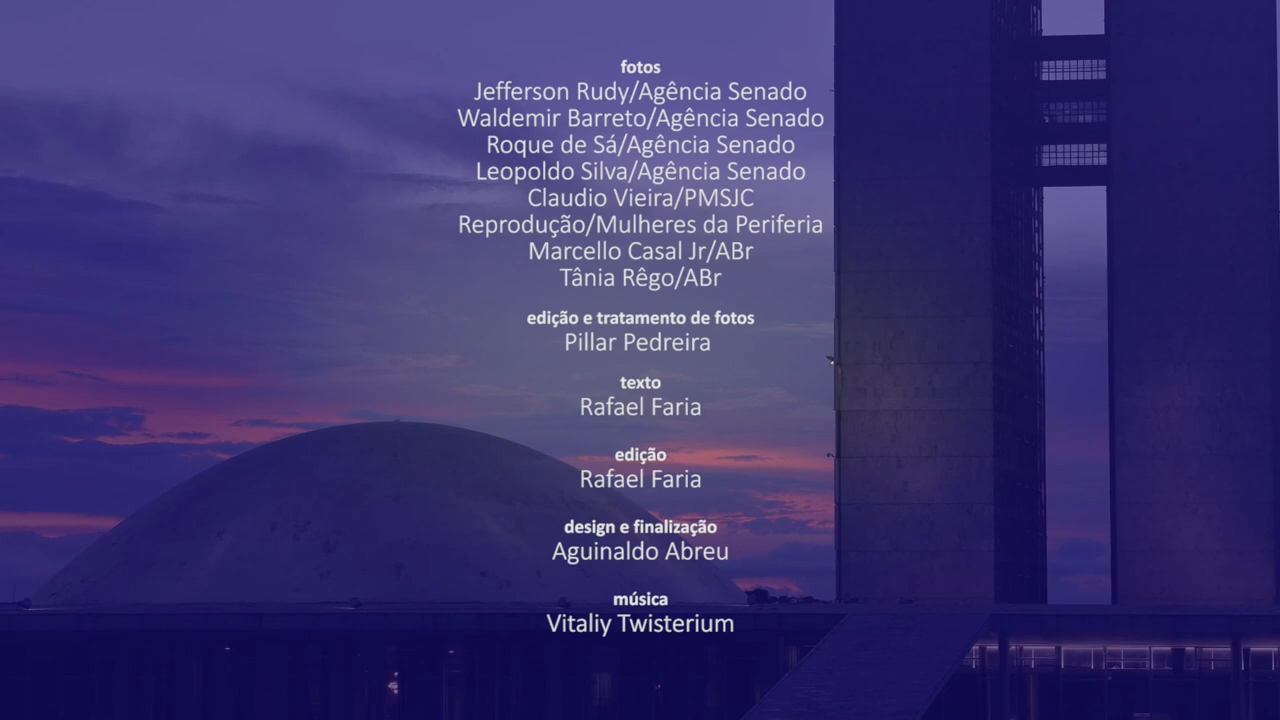 fotos
Jefferson Rudy/Agência Senado
Waldemir Barreto/Agência Senado
Roque de Sá/Agência Senado
Leopoldo Silva/Agência Senado
Claudio Vieira/PMSJC
Reprodução/Mulheres da Periferia
Marcello Casal Jr/ABr
Tânia Rêgo/ABr
edição e tratamento de fotos
Pillar Pedreira
texto
Rafael Faria
edição
Rafael Faria
design e finalização
Aguinaldo Abreu
música
Vitaliy Twisterium